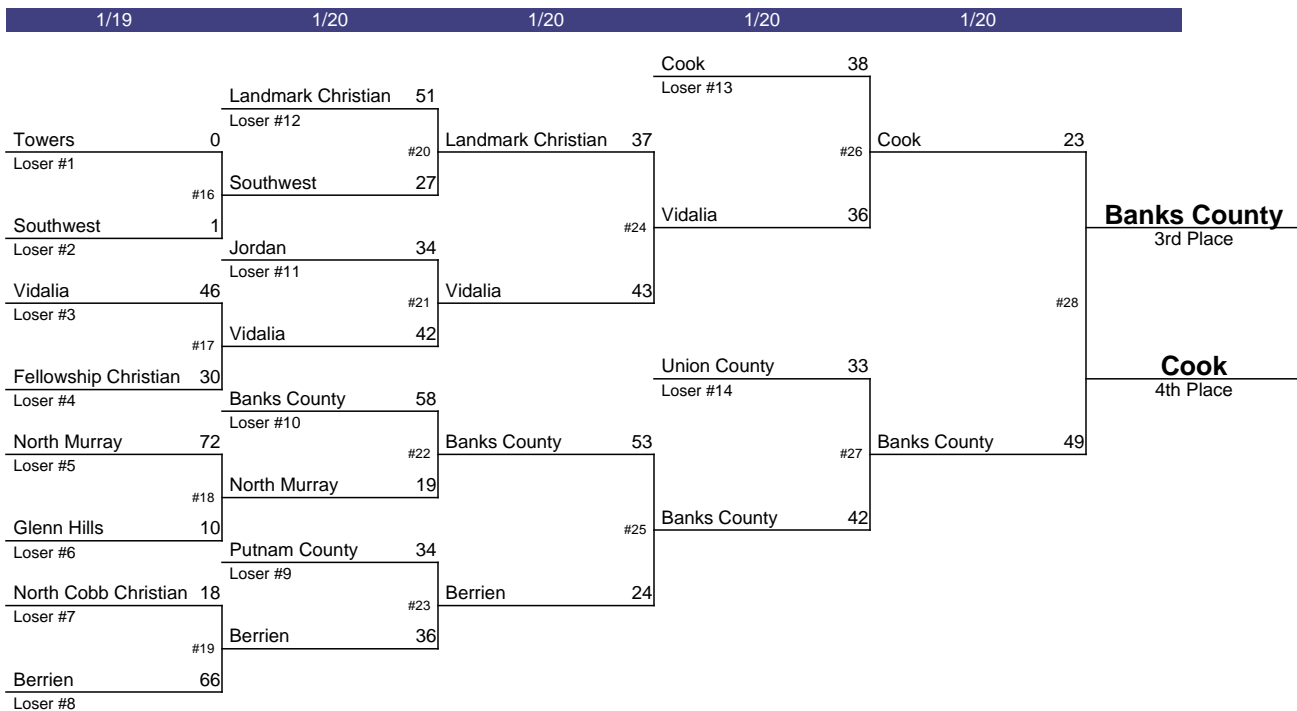 1/19 1/20 1/20 1/20 1/20
Cook 38
Loser #13
Landmark Christian 51
Loser #12
Towers 0
Loser #1
#20
Landmark Christian 37
#26
Cook 23
#16
Southwest 27
Southwest 1
Loser #2
#24
Vidalia 36
Banks County
3rd Place
Jordan 34
Loser #11
Vidalia 46
Loser #3
#21
Vidalia 43
#28
#17
Vidalia 42
Fellowship Christian 30
Loser #4
Union County 33
Loser #14
Cook
4th Place
Banks County 58
Loser #10
North Murray 72
Loser #5
#22
Banks County 53
#27
Banks County 49
#18
North Murray 19
Glenn Hills 10
Loser #6
#25
Banks County 42
Putnam County 34
Loser #9
North Cobb Christian 18
Loser #7
#23
Berrien 24
#19
Berrien 36
Berrien 66
Loser #8